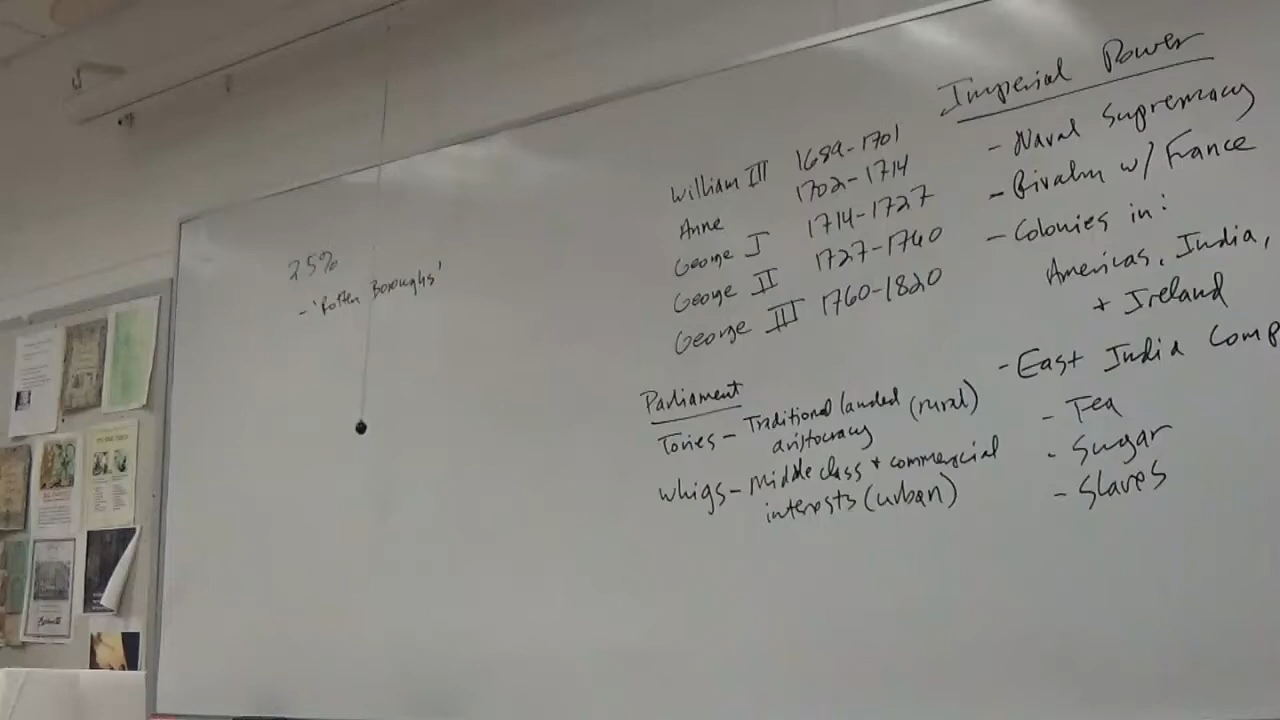 25%
- 'Rotten Boroughs'
William III 1689-1701
Anne 1702-1714
George I 1714-1727
George II 1727-1760
George III 1760-1820
Parliament
Tories - Traditional landed (rural)
aristocracy
Whigs - Middle class + commercial
interests (urban)
Imperial Power
- Naval Supremacy
- Rivalry w/ France
- Colonies in:
Americas, India,
+ Ireland
- East India Comp
- Tea
- Sugar
- Slaves